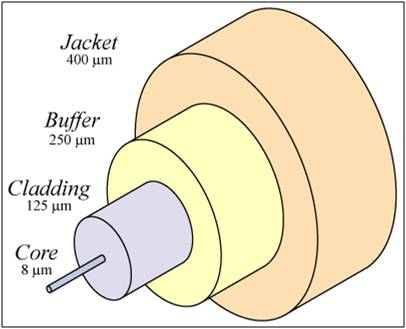 Jacket
400 µm
Buffer
250 µm
Cladding
125 µm
Core
8 µm